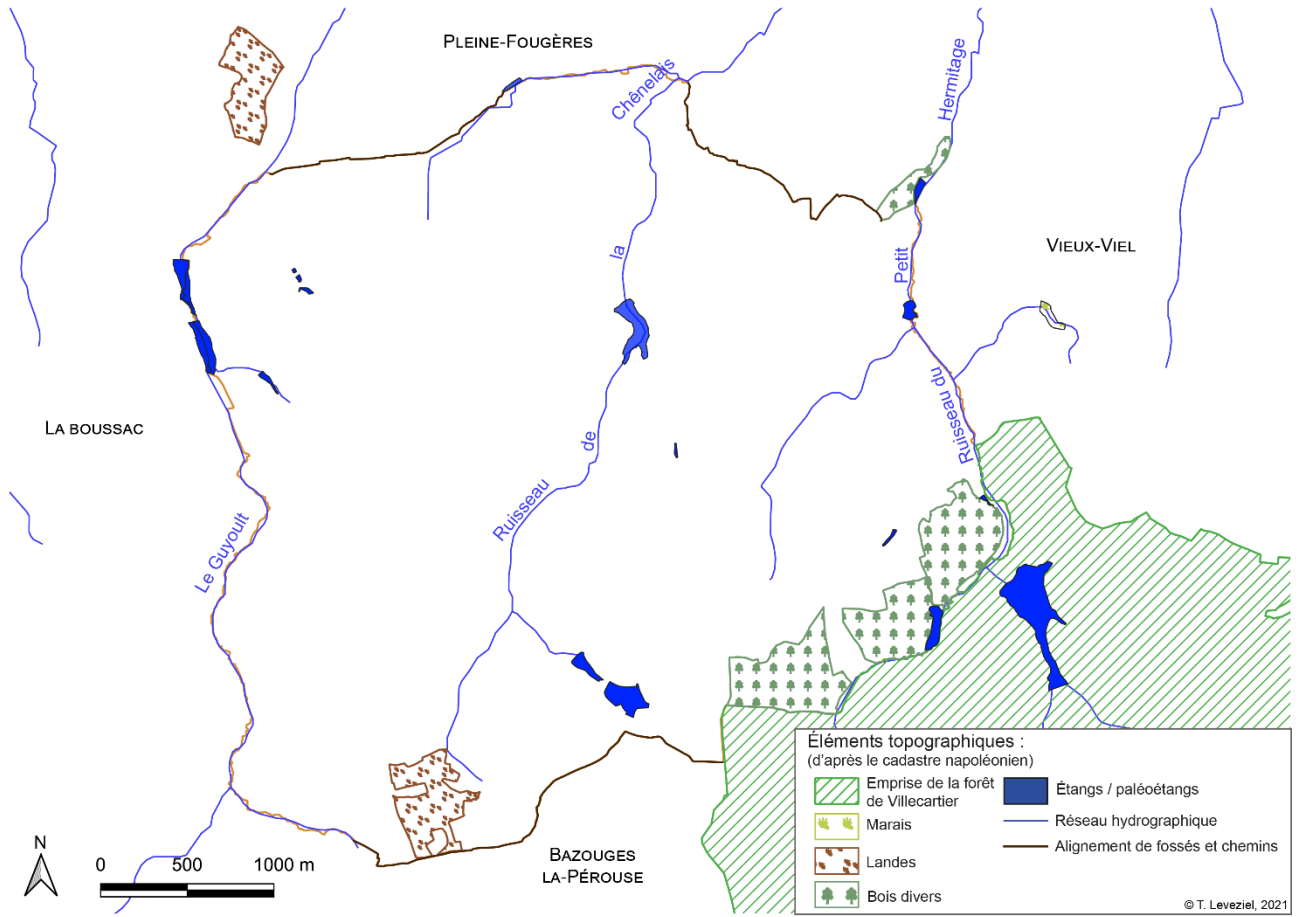 PLEINE-FOUGÈRES
Chênelais
la
de
Ruisseau
Hermitage
Petit
Ruisseau du
VIEUX-VIEL
LA BOUSSAC
Le Guyoult
BAZOUGES
LA-PÉROUSE
N
0 500 1000 m
Éléments topographiques :
(d'après le cadastre napoléonien)
Emprise de la forêt
de Villecartier
Marais
Landes
Bois divers
Étangs / paléoétangs
Réseau hydrographique
Alignement de fossés et chemins
© T. Leveziel, 2021